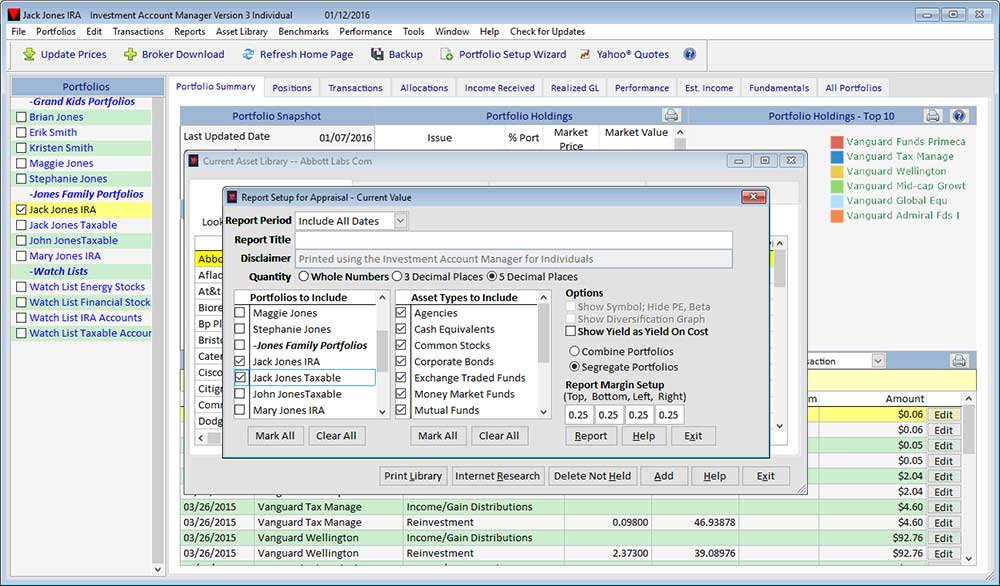 Jack Jones IRA Investment Account Manager Version 3 Individual 01/12/2016
File Portfolios Edit Transactions Reports Asset Library Benchmarks Performance Tools Window Help Check for Updates
Update Prices Broker Download Refresh Home Page Backup Portfolio Setup Wizard Yahoo® Quotes ?
Portfolios
-Grand Kids Portfolios
Brian Jones
Erik Smith
Kristen Smith
Maggie Jones
Stephanie Jones
-Jones Family Portfolios
Jack Jones IRA
Jack Jones Taxable
John JonesTaxable
Mary Jones IRA
-Watch Lists
Watch List Energy Stocks
Watch List Financial Stock
Watch List IRA Accounts
Watch List Taxable Accour
Portfolio Summary Positions Transactions Allocations Income Received Realized GL Performance Est. Income Fundamentals All Portfolios
Portfolio Snapshot Portfolio Holdings Portfolio Holdings - Top 10 ?
Last Updated Date 01/07/2016 Issue % Port Market Price Market Value
Vanguard Funds Primeca
Vanguard Tax Manage
Vanguard Wellington
Vanguard Mid-cap Growt
Vanguard Global Equ
Vanguard Admiral Fds I
Current Asset Library -- Abbott Labs Com
Look
Abbo
Aflac
At&t
Biore
Bp Pl
Brist
Cater
Cisco
Citig
Com
Dodg
Report Setup for Appraisal - Current Value
Report Period Include All Dates
Report Title
Disclaimer Printed using the Investment Account Manager for Individuals
Quantity Whole Numbers 3 Decimal Places 5 Decimal Places
Portfolios to Include
Maggie Jones
Stephanie Jones
-Jones Family Portfolios
Jack Jones IRA
Jack Jones Taxable
John JonesTaxable
Mary Jones IRA
Mark All Clear All
Asset Types to Include
Agencies
Cash Equivalents
Common Stocks
Corporate Bonds
Exchange Traded Funds
Money Market Funds
Mutual Funds
Mark All Clear All
Options
Show Symbol; Hide PE, Beta
Show Diversification Graph
Show Yield as Yield On Cost
Combine Portfolios
Segregate Portfolios
Report Margin Setup
(Top, Bottom, Left, Right)
0.25 0.25 0.25 0.25
Report Help Exit
Print Library Internet Research Delete Not Held Add Help Exit
saction
m Amount
$0.06 Edit
$0.06 Edit
$0.05 Edit
$0.05 Edit
$2.04 Edit
$2.04 Edit
03/26/2015 Vanguard Tax Manage Income/Gain Distributions $4.60 Edit
03/26/2015 Vanguard Tax Manage Reinvestment 0.09800 46.93878 $4.60 Edit
03/26/2015 Vanguard Wellington Income/Gain Distributions $92.76 Edit
03/26/2015 Vanguard Wellington Reinvestment 2.37300 39.08976 $92.76 Edit